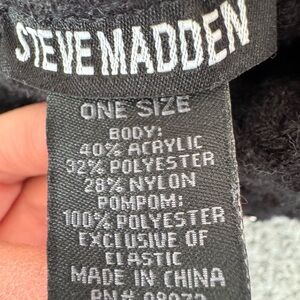 STEVE MADDEN
ONE SIZE
BODY:
40% ACRYLIC
32% POLYESTER
28% NYLON
POMPOM:
100% POLYESTER
EXCLUSIVE OF
ELASTIC
MADE IN CHINA
RN#